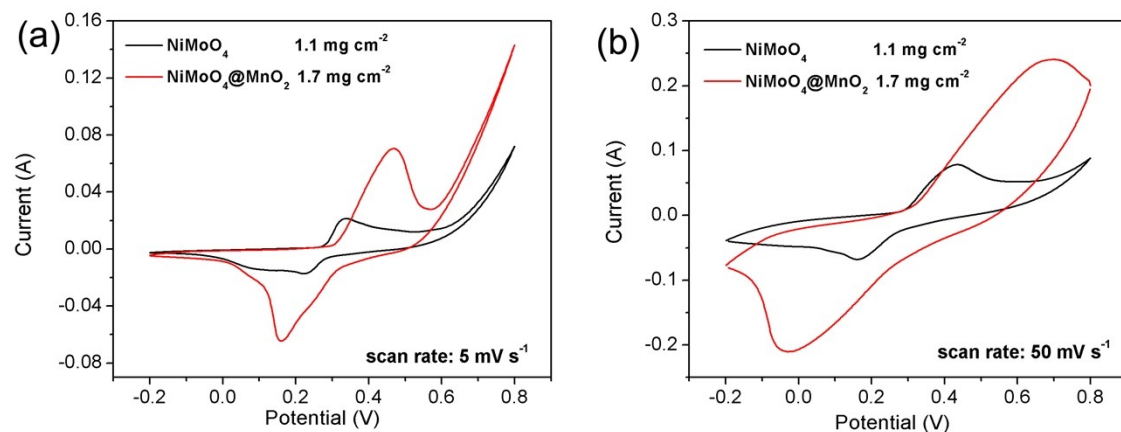 (a)
NiMoO₄ 1.1 mg cm⁻²
NiMoO₄@MnO₂ 1.7 mg cm⁻²
0.16
0.12
0.08
0.04
0.00
-0.04
-0.08
Current (A)
scan rate: 5 mV s⁻¹
-0.2 0.0 0.2 0.4 0.6 0.8
Potential (V)
(b)
NiMoO₄ 1.1 mg cm⁻²
NiMoO₄@MnO₂ 1.7 mg cm⁻²
0.3
0.2
0.1
0.0
-0.1
-0.2
Current (A)
scan rate: 50 mV s⁻¹
-0.2 0.0 0.2 0.4 0.6 0.8
Potential (V)